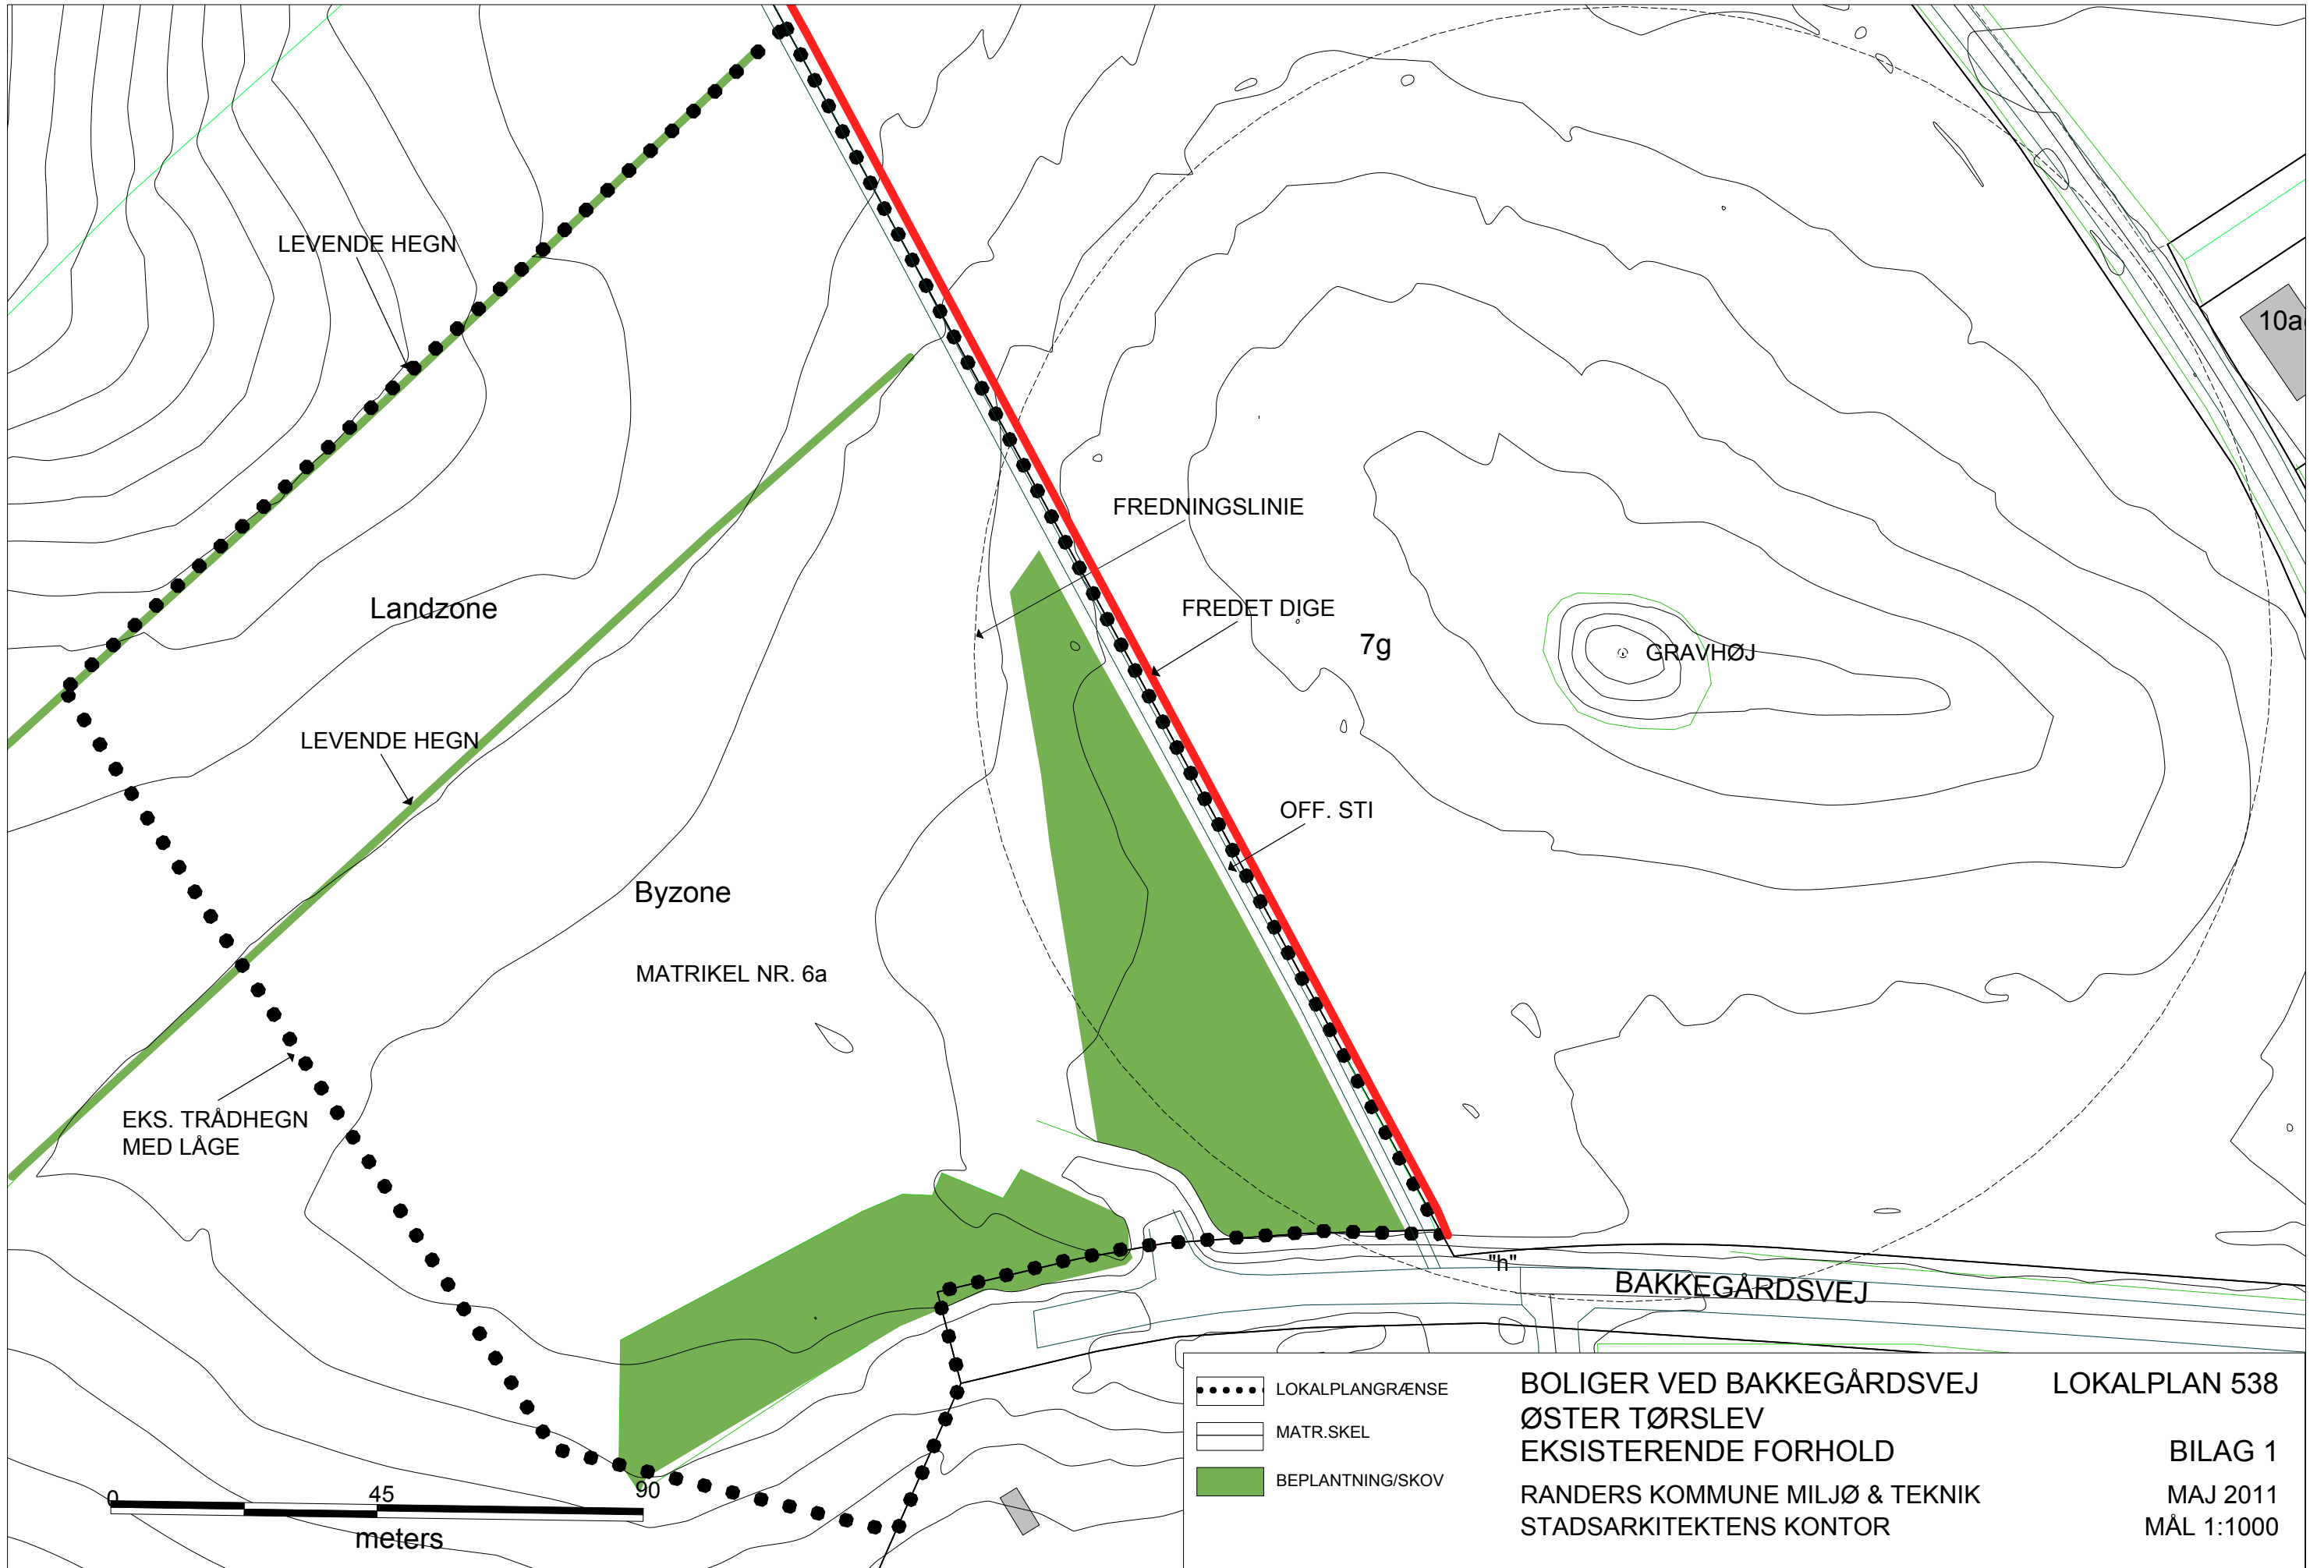 LEVENDE HEGN
10a
FREDNINGSLINIE
Landzone
FREDET DIGE
7g
GRAVHØJ
LEVENDE HEGN
OFF. STI
Byzone
MATRIKEL NR. 6a
EKS. TRÅDHEGN
MED LÅGE
"h"
BAKKEGÅRDSVEJ
0 45 90
meters
LOKALPLANGRÆNSE
MATR.SKEL
BEPLANTNING/SKOV
BOLIGER VED BAKKEGÅRDSVEJ LOKALPLAN 538
ØSTER TØRSLEV
EKSISTERENDE FORHOLD BILAG 1
RANDERS KOMMUNE MILJØ & TEKNIK MAJ 2011
STADSARKITEKTENS KONTOR MÅL 1:1000